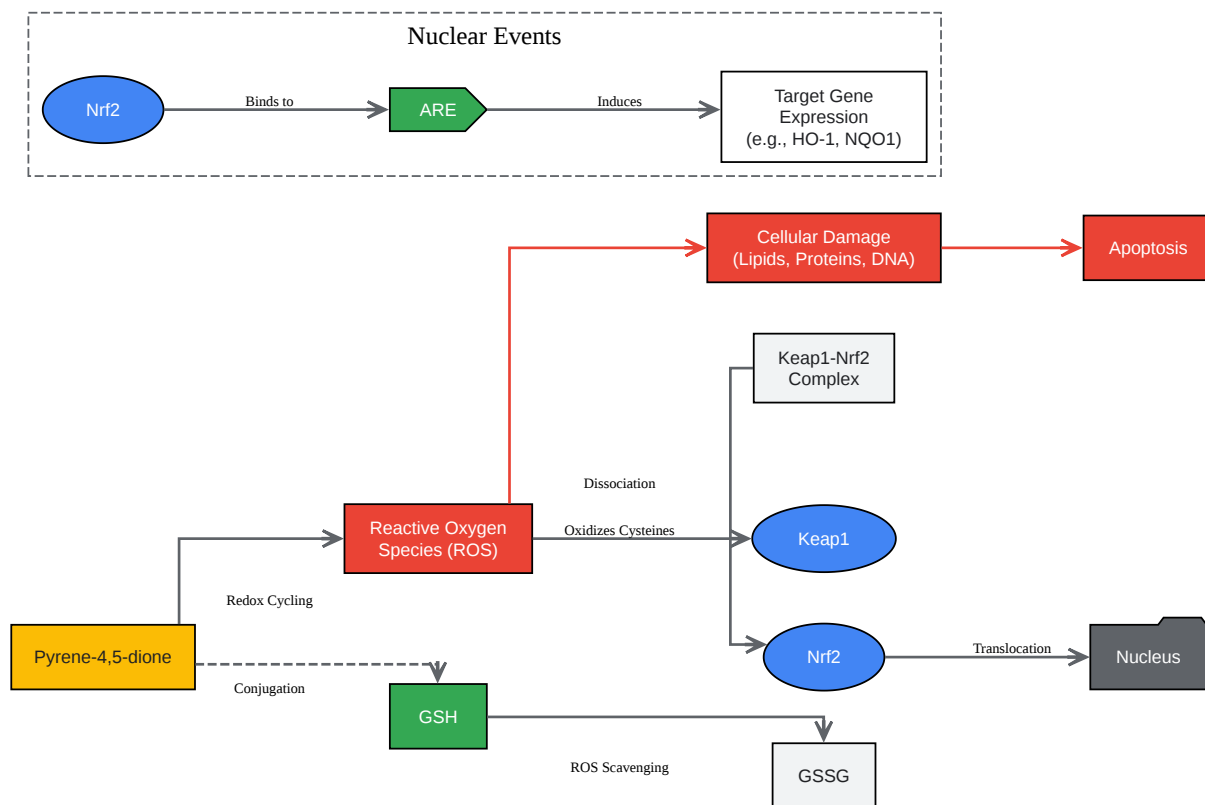 Nuclear Events
Nrf2
Binds to
ARE
Induces
Target Gene
Expression
(e.g., HO-1, NQO1)
Cellular Damage
(Lipids, Proteins, DNA)
Apoptosis
Keap1-Nrf2
Complex
Dissociation
Reactive Oxygen
Species (ROS)
Oxidizes Cysteines
Keap1
Redox Cycling
Pyrene-4,5-dione
Conjugation
Nrf2
Translocation
Nucleus
GSH
ROS Scavenging
GSSG